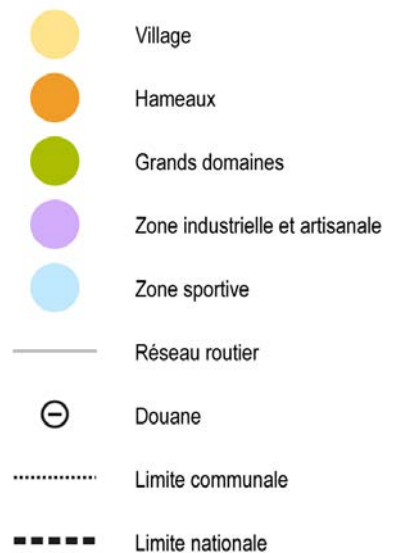 Village
Hameaux
Grands domaines
Zone industrielle et artisanale
Zone sportive
Réseau routier
Douane
Limite communale
Limite nationale